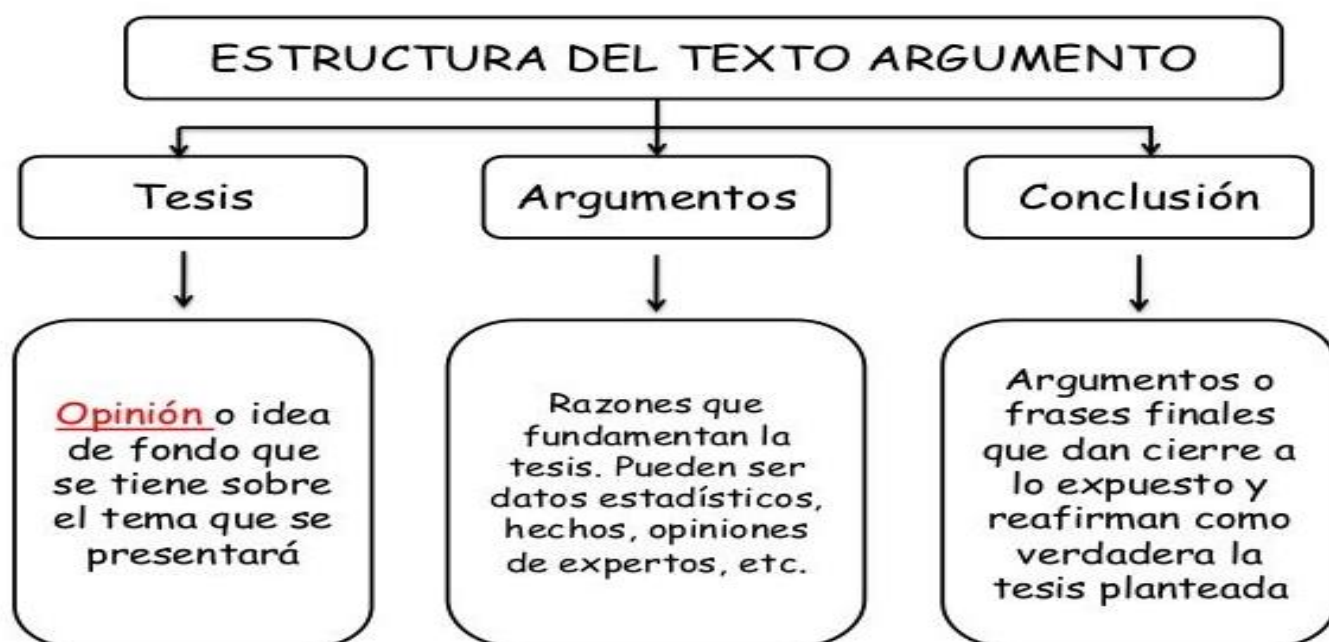 ESTRUCTURA DEL TEXTO ARGUMENTO
Tesis
Argumentos
Conclusión
Opinión o idea
de fondo que
se tiene sobre
el tema que se
presentará
Razones que
fundamentan la
tesis. Pueden ser
datos estadísticos,
hechos, opiniones
de expertos, etc.
Argumentos o
frases finales
que dan cierre a
lo expuesto y
reafirman como
verdadera la
tesis planteada